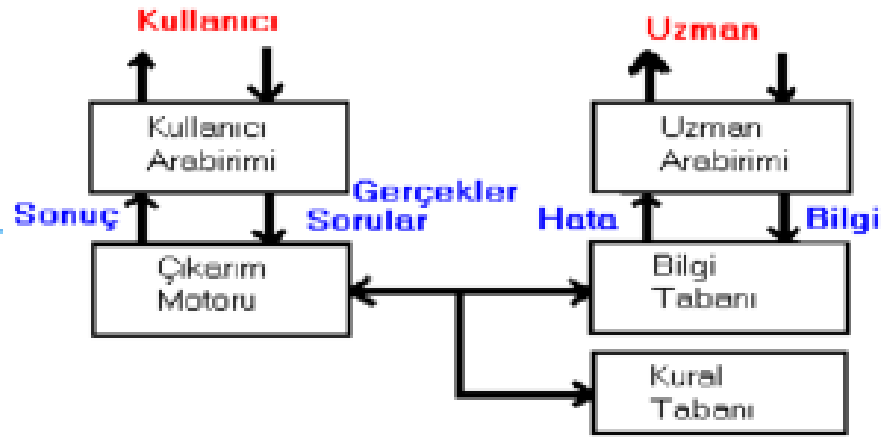 Kullanıcı
Uzman
Kullanıcı
Arabirimi
Uzman
Arabirimi
Sonuç
Gerçekler
Sorular
Hata
Bilgi
Çıkarım
Motoru
Bilgi
Tabanı
Kural
Tabanı